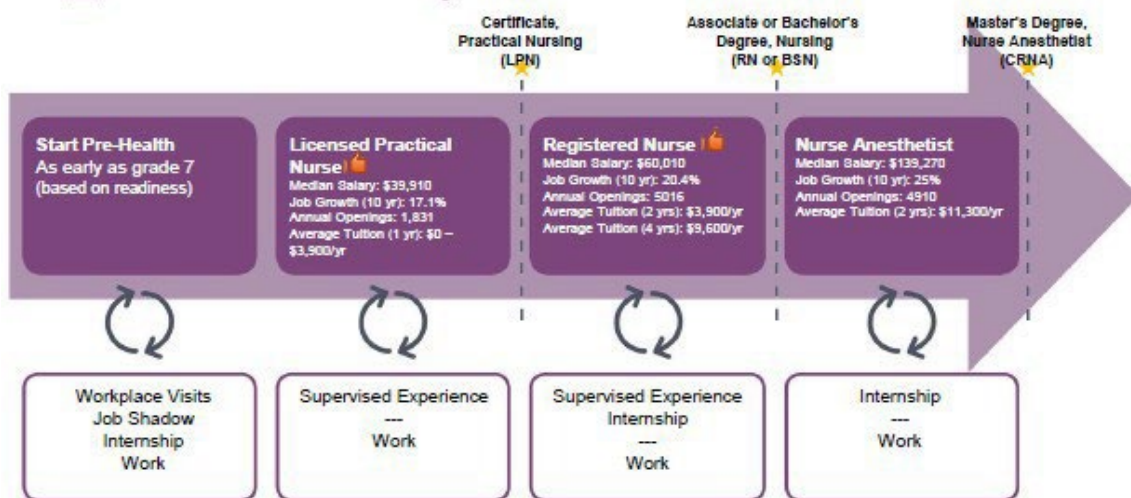 Certificate,
Practical Nursing
(LPN)
Associate or Bachelor's
Degree, Nursing
(RN or BSN)
Master's Degree,
Nurse Anesthetist
(CRNA)
Start Pre-Health
As early as grade 7
(based on readiness)
Licensed Practical
Nurse
Median Salary: $39,910
Job Growth (10 yr): 17.1%
Annual Openings: 1,831
Average Tuition (1 yr): $0 –
$3,900/yr
Registered Nurse
Median Salary: $60,010
Job Growth (10 yr): 20.4%
Annual Openings: 5016
Average Tuition (2 yrs): $3,900/yr
Average Tuition (4 yrs): $9,600/yr
Nurse Anesthetist
Median Salary: $139,270
Job Growth (10 yr): 25%
Annual Openings: 4910
Average Tuition (2 yrs): $11,300/yr
Workplace Visits
Job Shadow
Internship
Work
Supervised Experience
---
Work
Supervised Experience
Internship
---
Work
Internship
---
Work